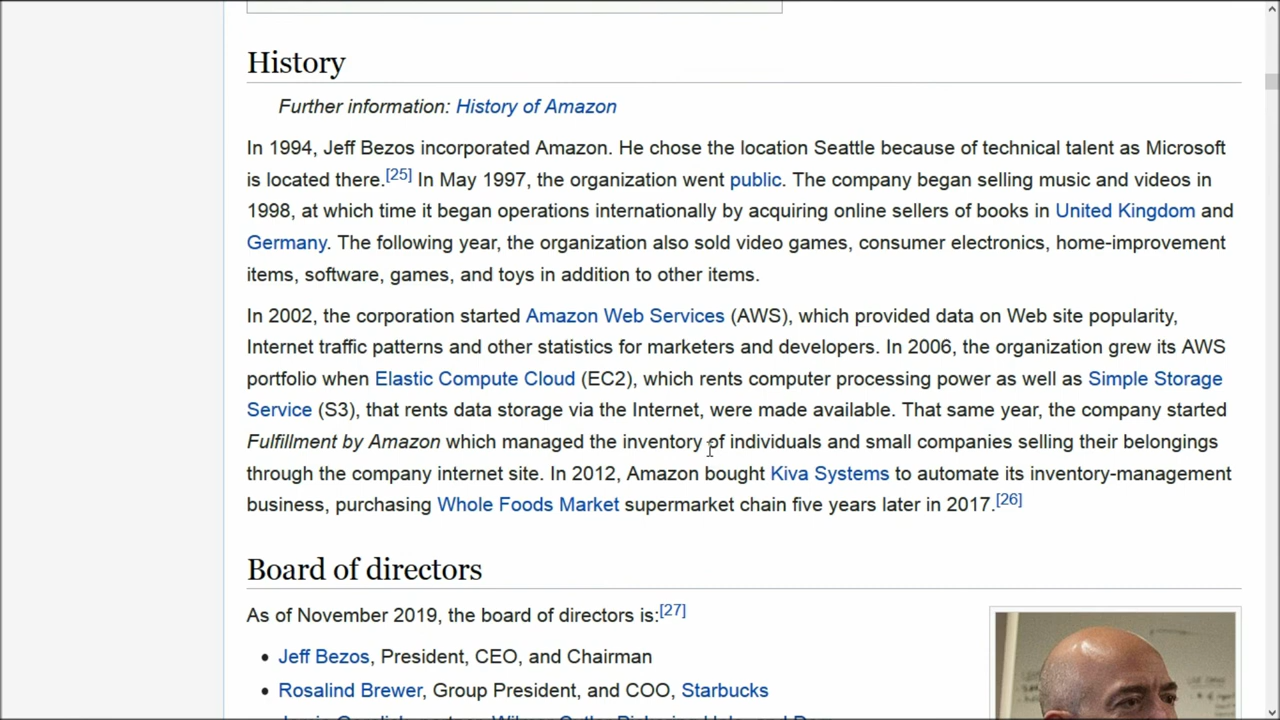 History
Further information: History of Amazon
In 1994, Jeff Bezos incorporated Amazon. He chose the location Seattle because of technical talent as Microsoft
is located there.[25] In May 1997, the organization went public. The company began selling music and videos in
1998, at which time it began operations internationally by acquiring online sellers of books in United Kingdom and
Germany. The following year, the organization also sold video games, consumer electronics, home-improvement
items, software, games, and toys in addition to other items.
In 2002, the corporation started Amazon Web Services (AWS), which provided data on Web site popularity,
Internet traffic patterns and other statistics for marketers and developers. In 2006, the organization grew its AWS
portfolio when Elastic Compute Cloud (EC2), which rents computer processing power as well as Simple Storage
Service (S3), that rents data storage via the Internet, were made available. That same year, the company started
Fulfillment by Amazon which managed the inventory of individuals and small companies selling their belongings
through the company internet site. In 2012, Amazon bought Kiva Systems to automate its inventory-management
business, purchasing Whole Foods Market supermarket chain five years later in 2017.[26]
Board of directors
As of November 2019, the board of directors is:[27]
• Jeff Bezos, President, CEO, and Chairman
• Rosalind Brewer, Group President, and COO, Starbucks